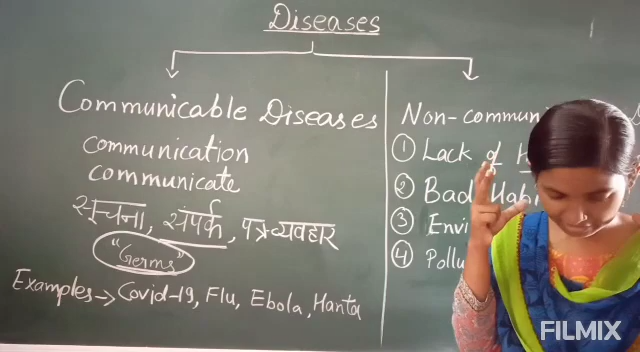 Diseases
Communicable Diseases
communication
communicate
सूचना, संपर्क, पत्रव्यवहार
"Germs"
Examples → Covid-19, Flu, Ebola, Hanta
Non-communi
① Lack of
② Bad Habi
③ Envi
④ Pollu
FILMIX